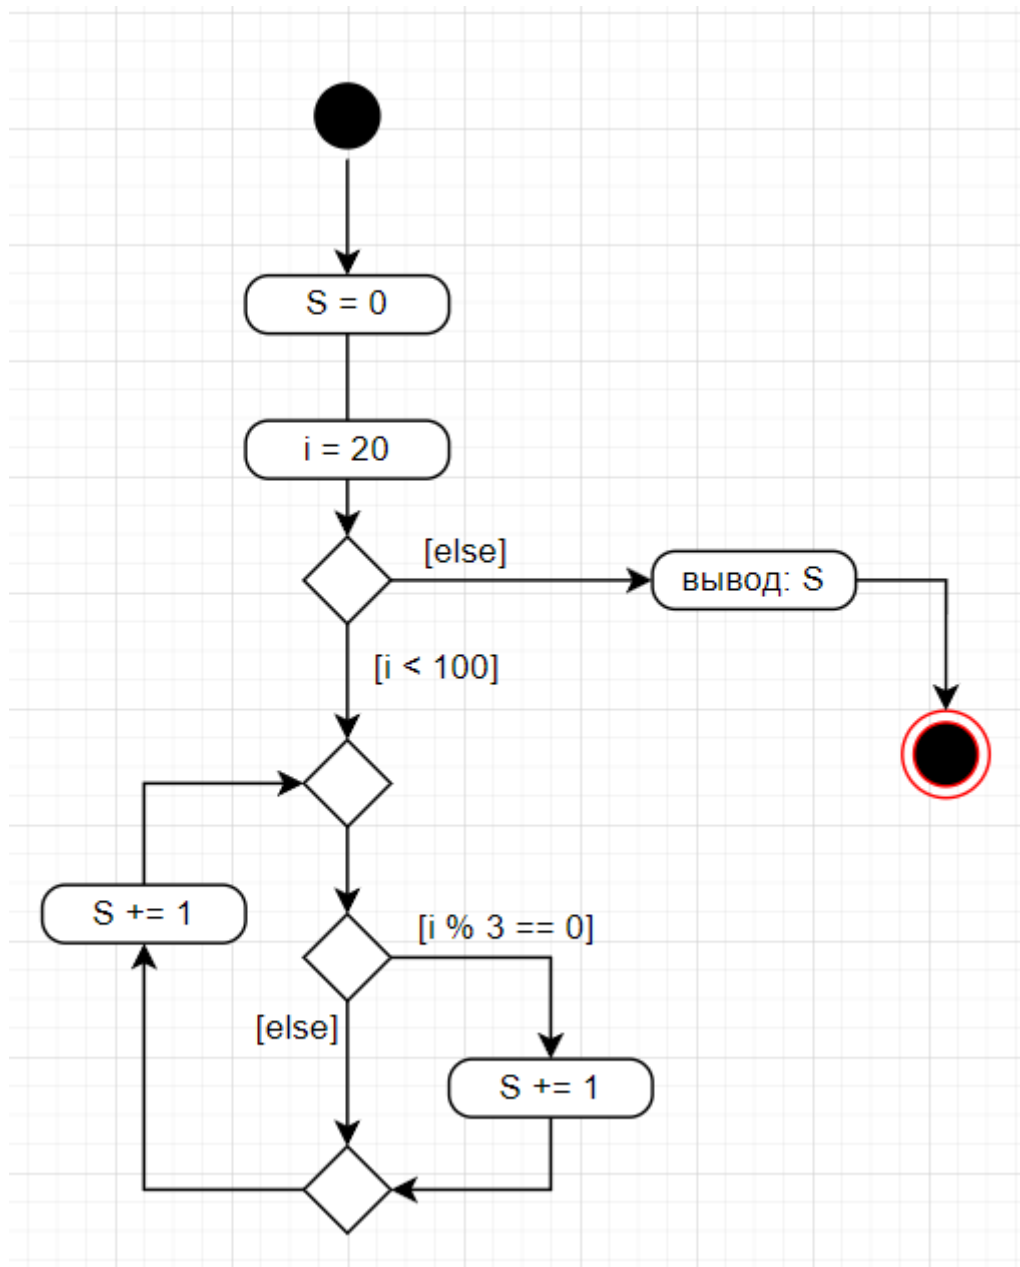 S = 0
i = 20
[else]
вывод: S
[i < 100]
S += 1
[i % 3 == 0]
[else]
S += 1